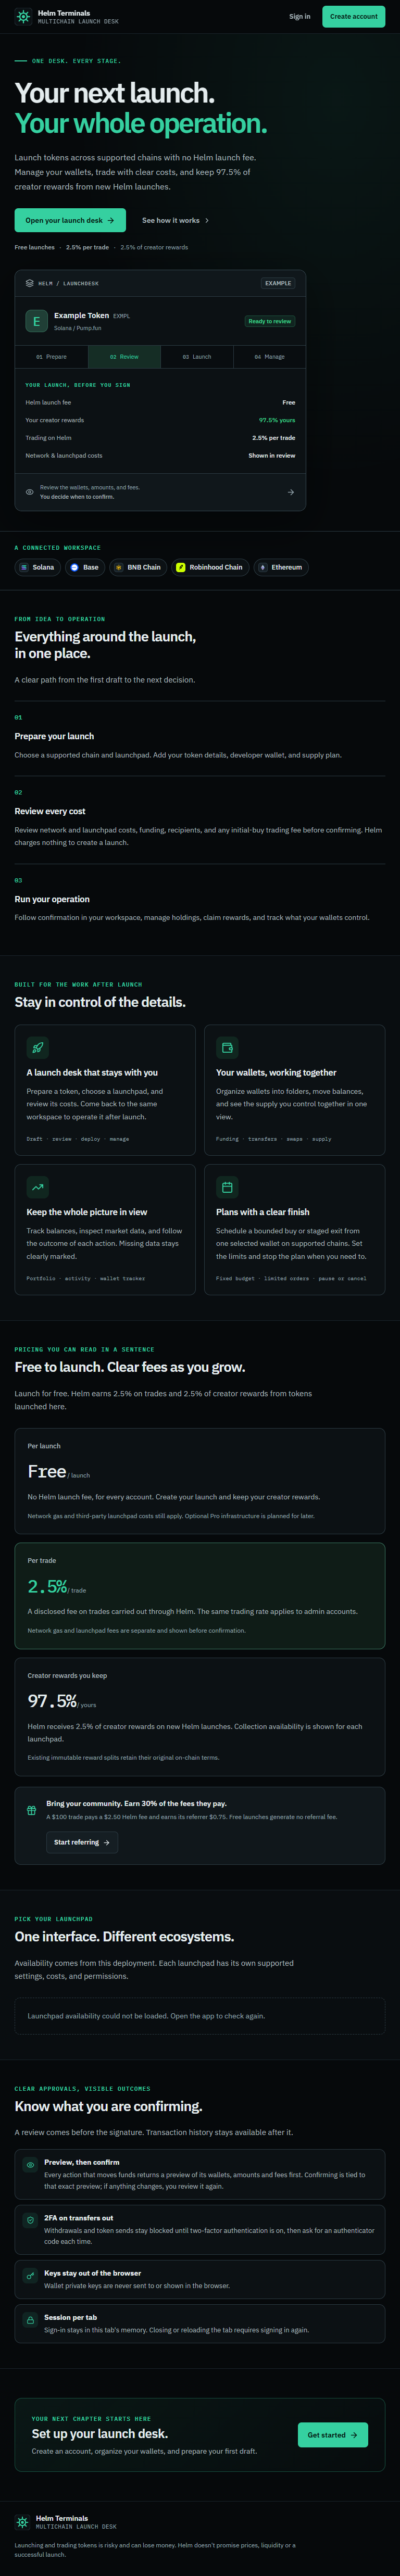 Helm Terminals
MULTICHAIN LAUNCH DESK
Sign in
Create account
ONE DESK. EVERY STAGE.
Your next launch.
Your whole operation.
Launch tokens across supported chains with no Helm launch fee.
Manage your wallets, trade with clear costs, and keep 97.5% of
creator rewards from new Helm launches.
Open your launch desk
See how it works
Free launches · 2.5% per trade · 2.5% of creator rewards
HELM / LAUNCHDESK
EXAMPLE
E
Example Token EXMPL
Solana / Pump.fun
Ready to review
01 Prepare
02 Review
03 Launch
04 Manage
YOUR LAUNCH, BEFORE YOU SIGN
Helm launch fee
Free
Your creator rewards
97.5% yours
Trading on Helm
2.5% per trade
Network & launchpad costs
Shown in review
Review the wallets, amounts, and fees.
You decide when to confirm.
A CONNECTED WORKSPACE
Solana
Base
BNB Chain
Robinhood Chain
Ethereum
FROM IDEA TO OPERATION
Everything around the launch,
in one place.
A clear path from the first draft to the next decision.
01
Prepare your launch
Choose a supported chain and launchpad. Add your token details, developer wallet, and supply plan.
02
Review every cost
Review network and launchpad costs, funding, recipients, and any initial-buy trading fee before confirming. Helm
charges nothing to create a launch.
03
Run your operation
Follow confirmation in your workspace, manage holdings, claim rewards, and track what your wallets control.
BUILT FOR THE WORK AFTER LAUNCH
Stay in control of the details.
A launch desk that stays with you
Prepare a token, choose a launchpad, and
review its costs. Come back to the same
workspace to operate it after launch.
Draft · review · deploy · manage
Your wallets, working together
Organize wallets into folders, move balances,
and see the supply you control together in one
view.
Funding · transfers · swaps · supply
Keep the whole picture in view
Track balances, inspect market data, and follow
the outcome of each action. Missing data stays
clearly marked.
Portfolio · activity · wallet tracker
Plans with a clear finish
Schedule a bounded buy or staged exit from
one selected wallet on supported chains. Set
the limits and stop the plan when you need to.
Fixed budget · limited orders · pause or cancel
PRICING YOU CAN READ IN A SENTENCE
Free to launch. Clear fees as you grow.
Launch for free. Helm earns 2.5% on trades and 2.5% of creator rewards from tokens
launched here.
Per launch
Free / launch
No Helm launch fee, for every account. Create your launch and keep your creator rewards.
Network gas and third-party launchpad costs still apply. Optional Pro infrastructure is planned for later.
Per trade
2.5% / trade
A disclosed fee on trades carried out through Helm. The same trading rate applies to admin accounts.
Network gas and launchpad fees are separate and shown before confirmation.
Creator rewards you keep
97.5% / yours
Helm receives 2.5% of creator rewards on new Helm launches. Collection availability is shown for each
launchpad.
Existing immutable reward splits retain their original on-chain terms.
Bring your community. Earn 30% of the fees they pay.
A $100 trade pays a $2.50 Helm fee and earns its referrer $0.75. Free launches generate no referral fee.
Start referring
PICK YOUR LAUNCHPAD
One interface. Different ecosystems.
Availability comes from this deployment. Each launchpad has its own supported
settings, costs, and permissions.
Launchpad availability could not be loaded. Open the app to check again.
CLEAR APPROVALS, VISIBLE OUTCOMES
Know what you are confirming.
A review comes before the signature. Transaction history stays available after it.
Preview, then confirm
Every action that moves funds returns a preview of its wallets, amounts and fees first. Confirming is tied to
that exact preview; if anything changes, you review it again.
2FA on transfers out
Withdrawals and token sends stay blocked until two-factor authentication is on, then ask for an authenticator
code each time.
Keys stay out of the browser
Wallet private keys are never sent to or shown in the browser.
Session per tab
Sign-in stays in this tab's memory. Closing or reloading the tab requires signing in again.
YOUR NEXT CHAPTER STARTS HERE
Set up your launch desk.
Create an account, organize your wallets, and prepare your first draft.
Get started
Helm Terminals
MULTICHAIN LAUNCH DESK
Launching and trading tokens is risky and can lose money. Helm doesn't promise prices, liquidity or a
successful launch.